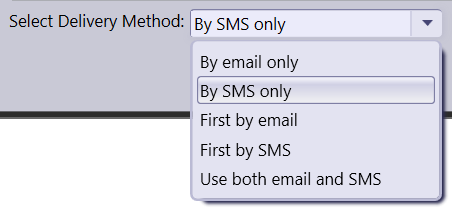 Select Delivery Method: By SMS only
By email only
By SMS only
First by email
First by SMS
Use both email and SMS